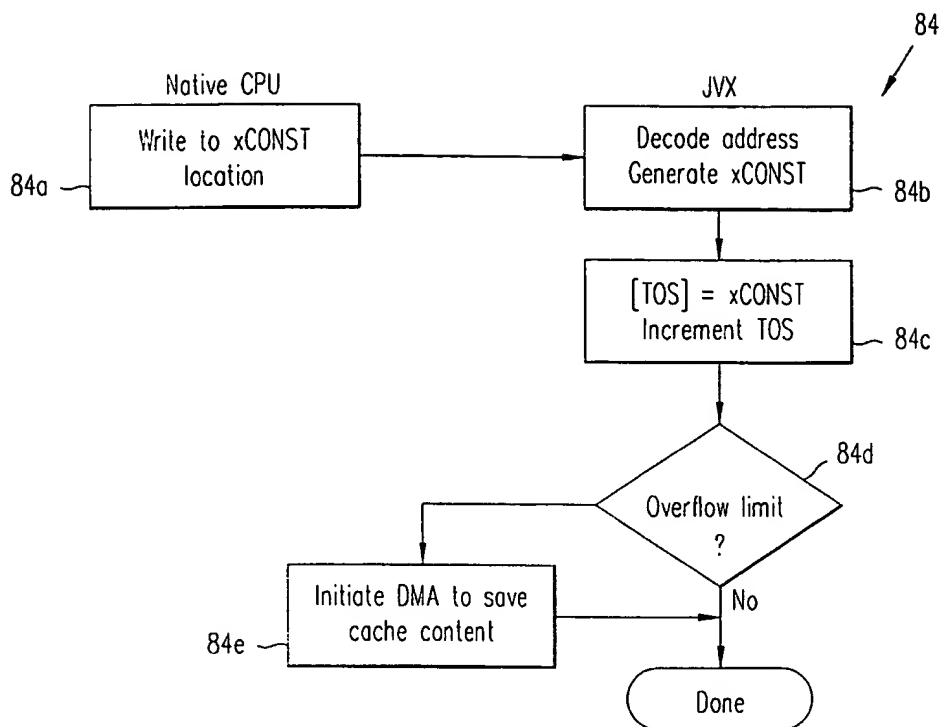 84
Native CPU
JVX
Write to xCONST
location
84a
Decode address
Generate xCONST
84b
[TOS] = xCONST
Increment TOS
84c
84d
Overflow limit
?
Initiate DMA to save
cache content
84e
No
Done